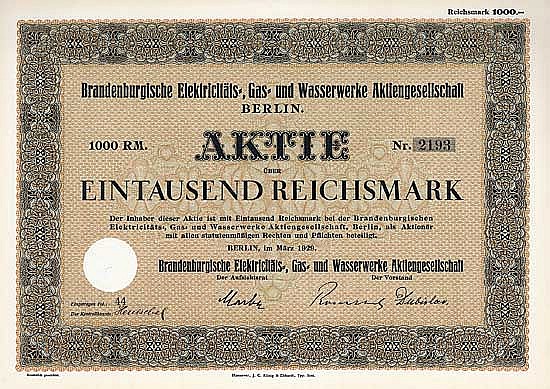 Reichsmark 1000,—
Brandenburgische Elektricitäts-, Gas- und Wasserwerke Aktiengesellschaft
BERLIN.
1000 RM. AKTIE Nr. 2193
ÜBER
EINTAUSEND REICHSMARK
Der Inhaber dieser Aktie ist mit Eintausend Reichsmark bei der Brandenburgischen
Elektricitäts-, Gas- und Wasserwerke Aktiengesellschaft, Berlin, als Aktionär
mit allen statutenmäßigen Rechten und Pflichten beteiligt.
BERLIN, im März 1929.
Brandenburgische Elektricitäts-, Gas- und Wasserwerke Aktiengesellschaft
Der Aufsichtsrat Der Vorstand
Eingetragen Fol.: 44
Der Kontrollbeamte:
Hannover, J. C. König & Ebhardt,